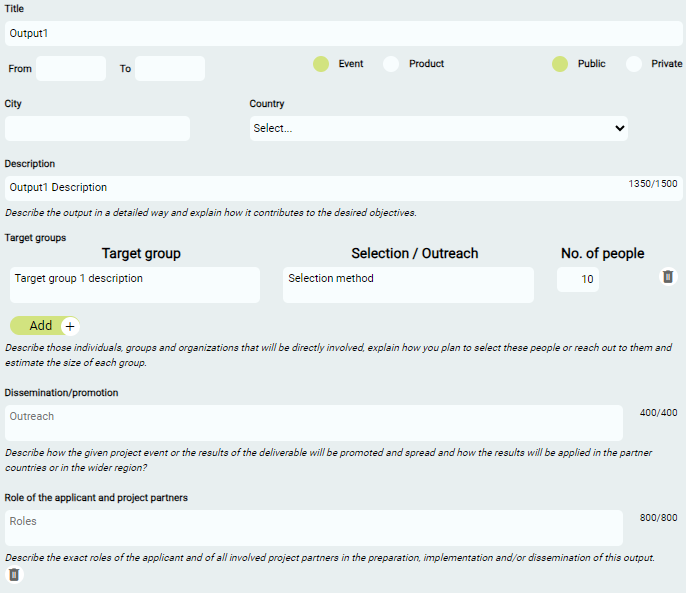 Title
Output1
From To Event Product Public Private
City Country
Select...
Description
Output1 Description 1350/1500
Describe the output in a detailed way and explain how it contributes to the desired objectives.
Target groups
Target group Selection / Outreach No. of people
Target group 1 description Selection method 10
Add +
Describe those individuals, groups and organizations that will be directly involved, explain how you plan to select these people or reach out to them and
estimate the size of each group.
Dissemination/promotion
Outreach 400/400
Describe how the given project event or the results of the deliverable will be promoted and spread and how the results will be applied in the partner
countries or in the wider region?
Role of the applicant and project partners
Roles 800/800
Describe the exact roles of the applicant and of all involved project partners in the preparation, implementation and/or dissemination of this output.